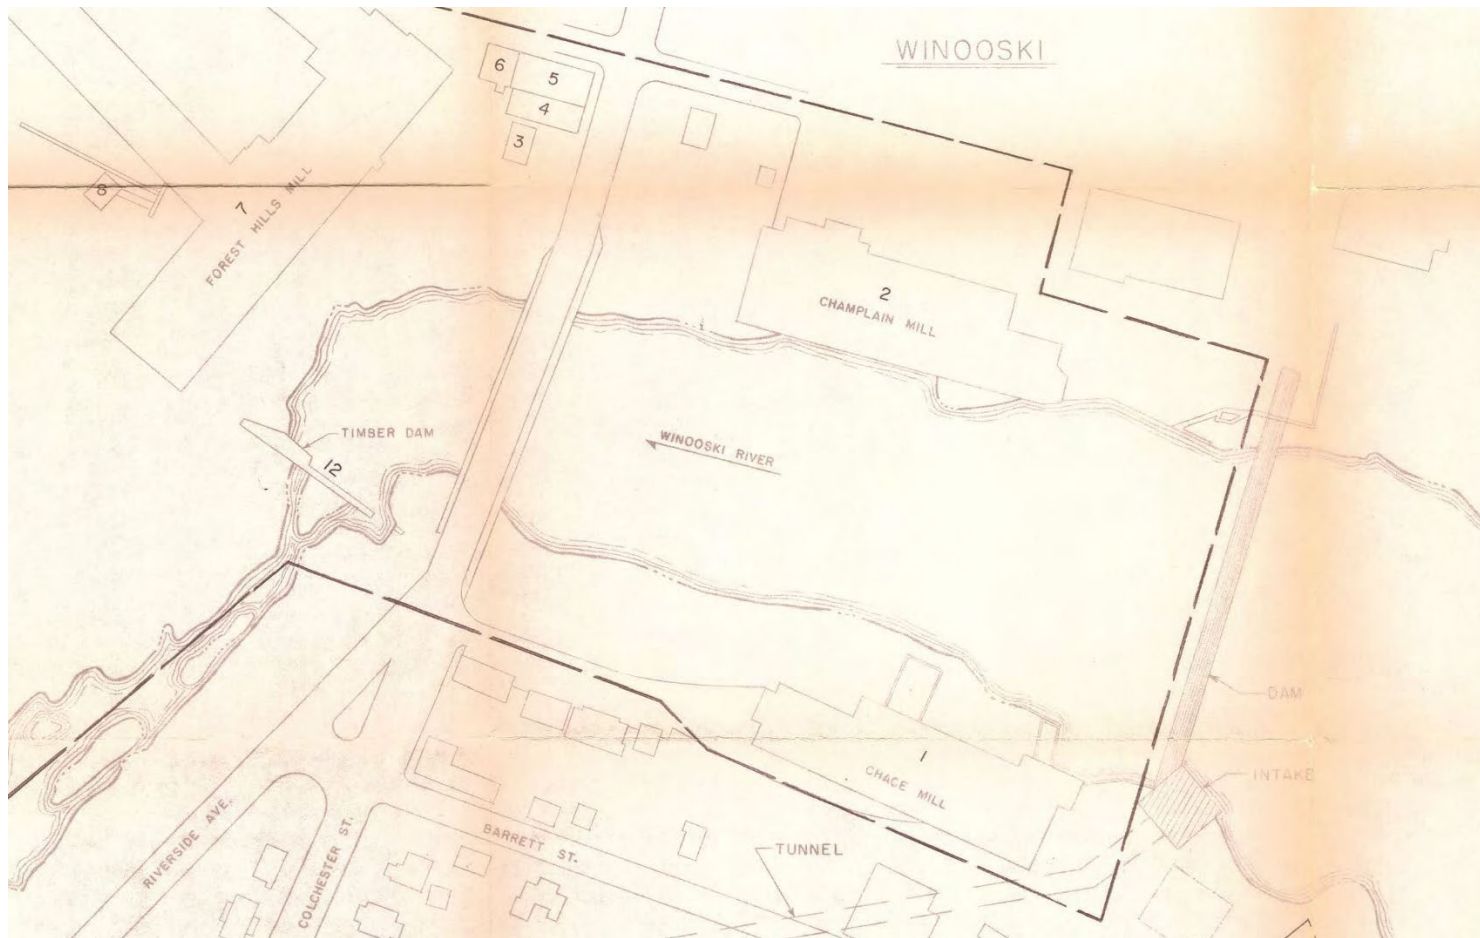 WINOOSKI
6
5
4
3
8
7
FOREST HILLS MILL
2
CHAMPLAIN MILL
TIMBER DAM
12
WINOOSKI RIVER
DAM
1
CHACE MILL
INTAKE
RIVERSIDE AVE.
COLCHESTER ST.
BARRETT ST.
TUNNEL